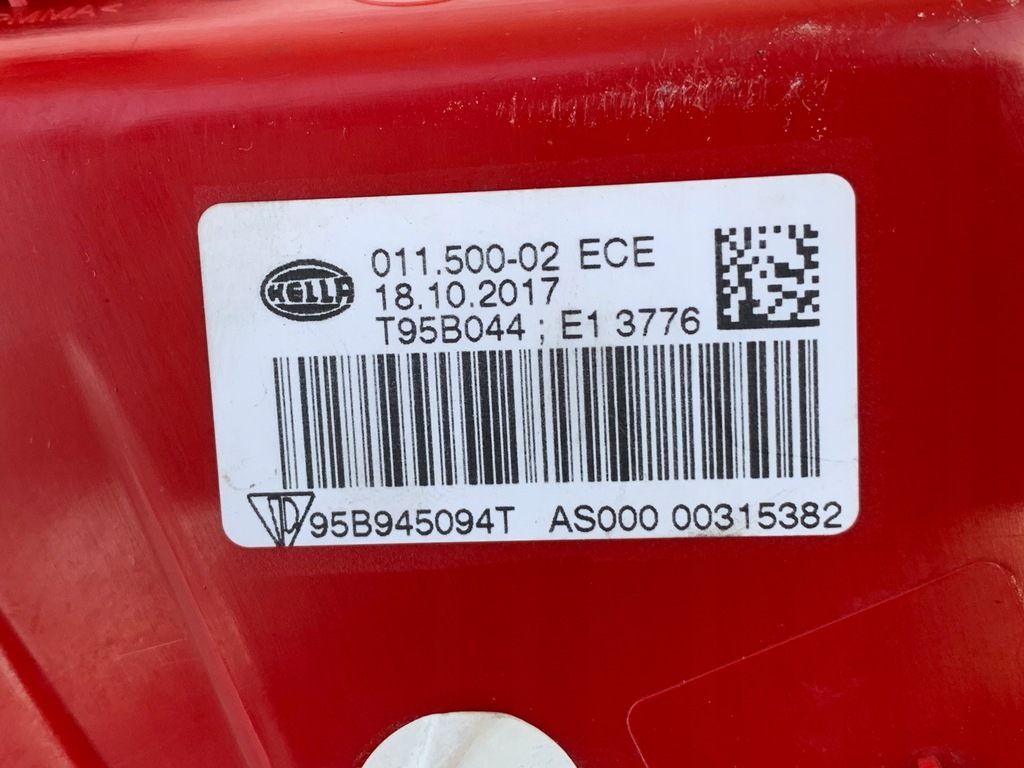 HELLA
011.500-02 ECE
18.10.2017
T95B044 ; E1 3776
95B945094T AS000 00315382